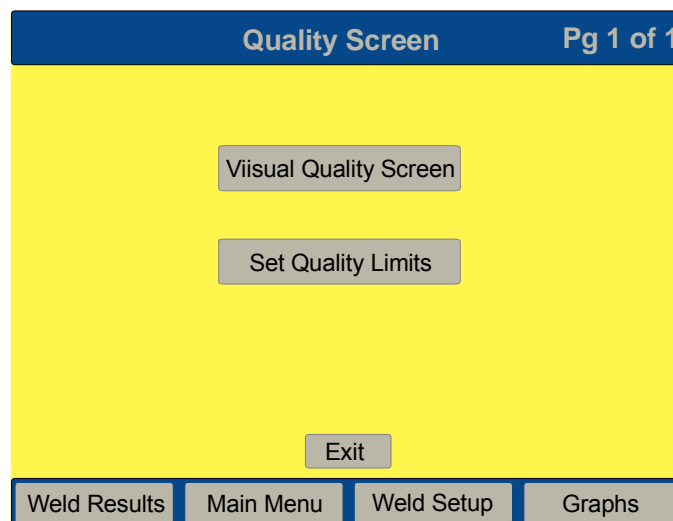 Quality Screen Pg 1 of 1
Viisual Quality Screen
Set Quality Limits
Exit
Weld Results Main Menu Weld Setup Graphs